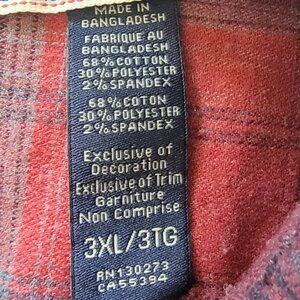 MADE IN
BANGLADESH
FABRIQUE AU
BANGLADESH
68% COTTON
30% POLYESTER
2% SPANDEX
68% COTON
30% POLYESTER
2% SPANDEX
Exclusive of
Decoration
Exclusive of Trim
Garniture
Non Comprise
3XL/3TG
RN130273
CA55394